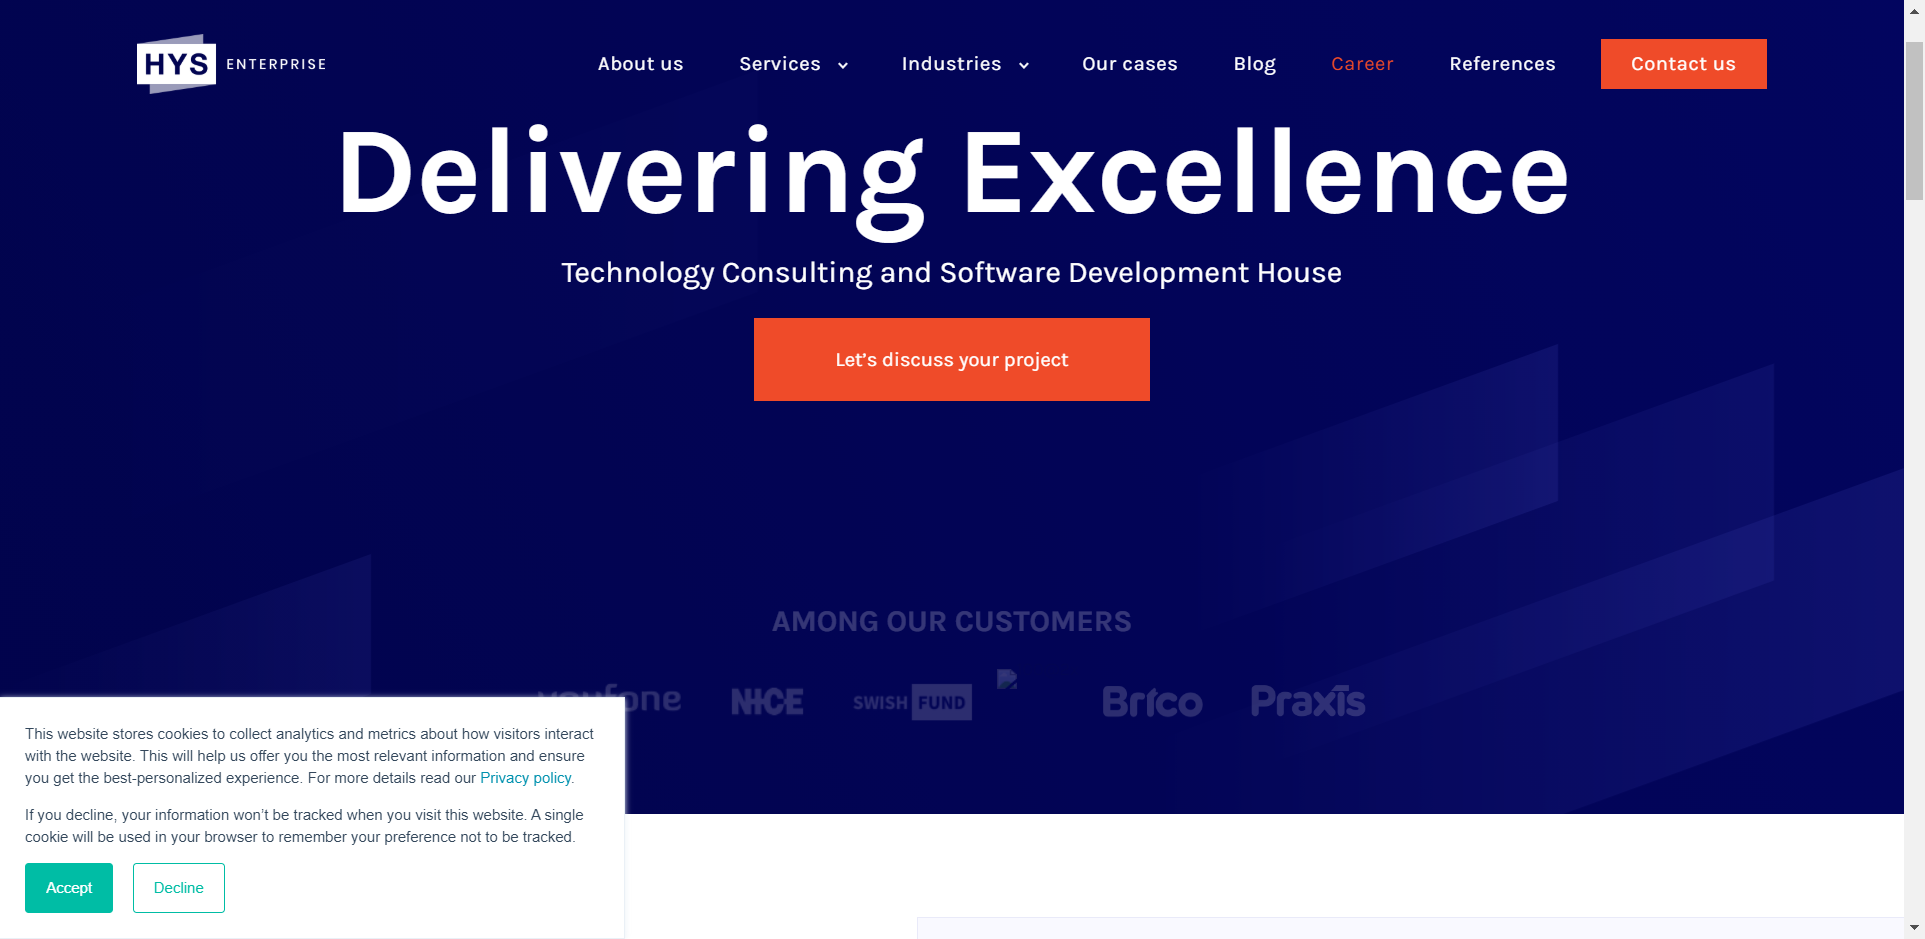 HYS ENTERPRISE
About us
Services
Industries
Our cases
Blog
Career
References
Contact us
Delivering Excellence
Technology Consulting and Software Development House
Let’s discuss your project
AMONG OUR CUSTOMERS
youfone
NICE
SWISH FUND
Brico
Praxis
This website stores cookies to collect analytics and metrics about how visitors interact
with the website. This will help us offer you the most relevant information and ensure
you get the best-personalized experience. For more details read our Privacy policy.
If you decline, your information won’t be tracked when you visit this website. A single
cookie will be used in your browser to remember your preference not to be tracked.
Accept
Decline